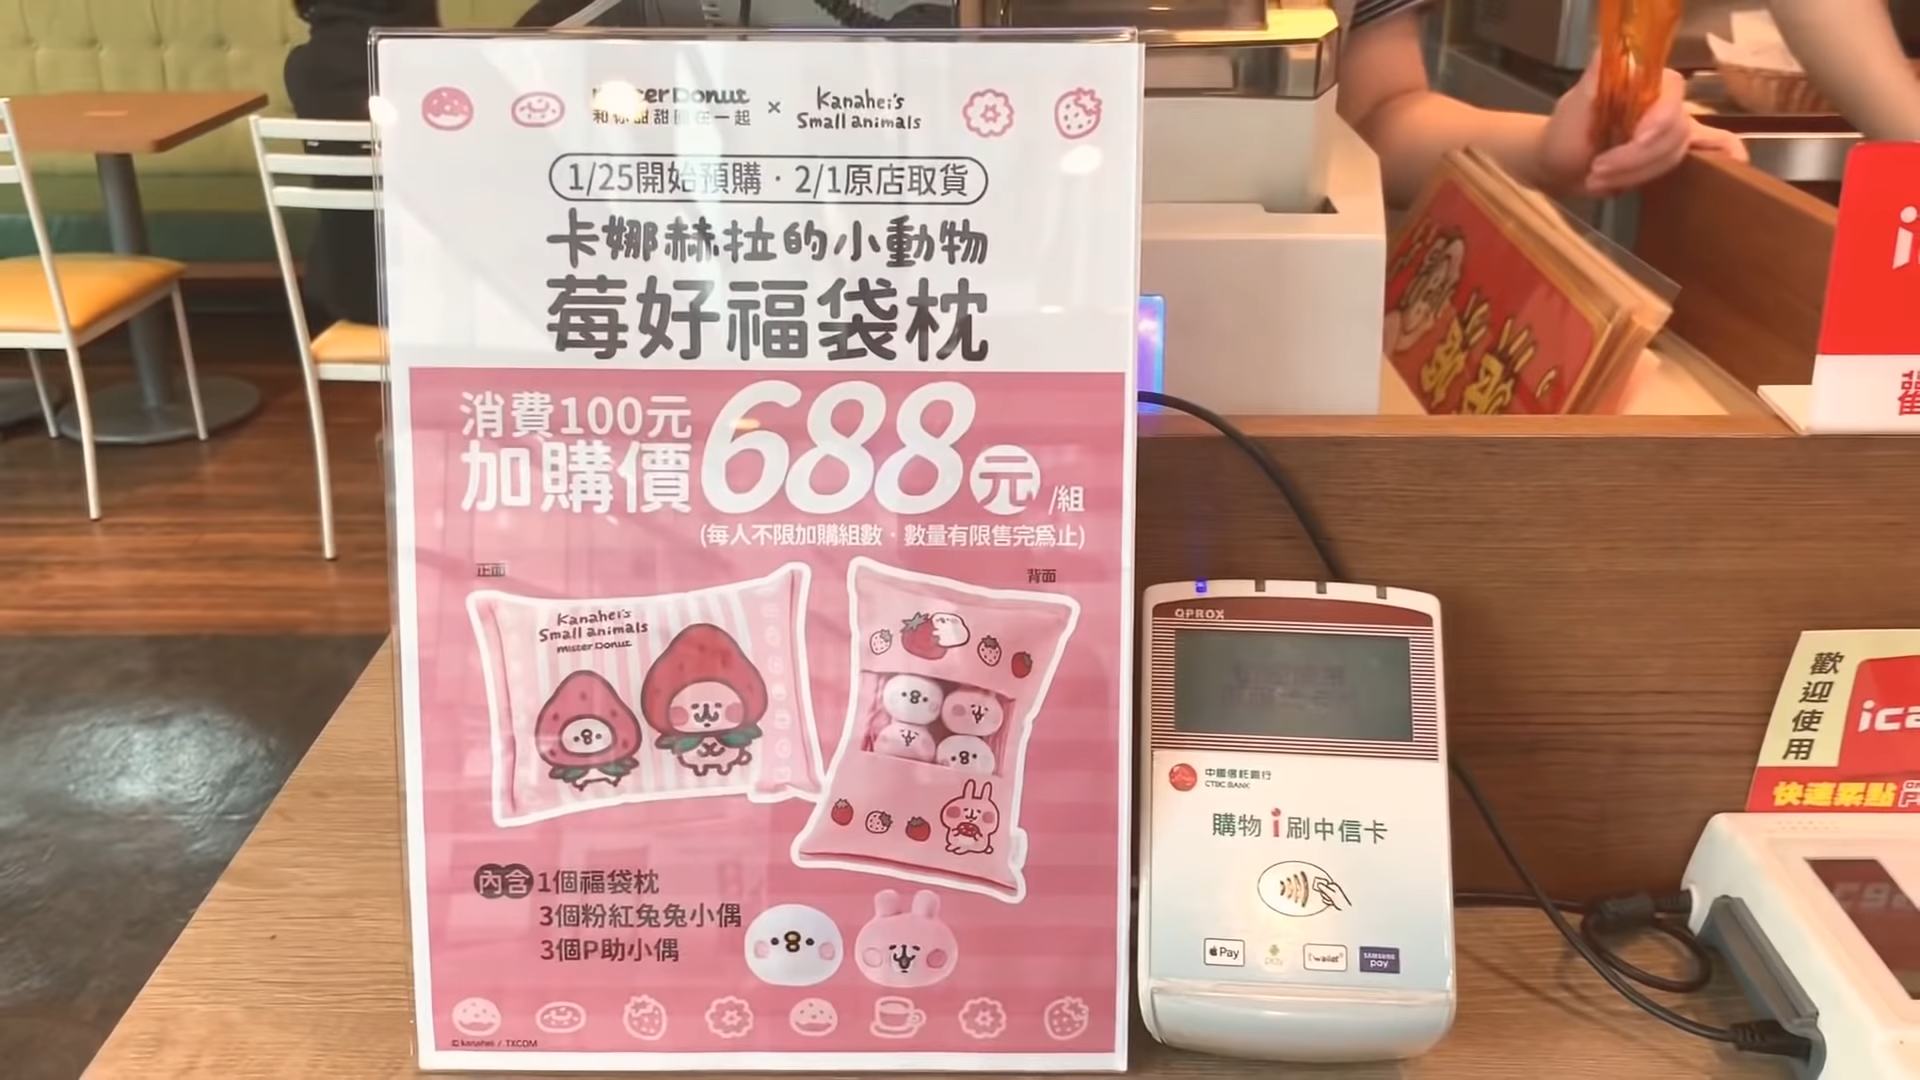 mister Donut
和你甜甜圈在一起
×
Kanahei's
Small animals
1/25開始預購・2/1原店取貨
卡娜赫拉的小動物
莓好福袋枕
消費100元
加購價688元/組
(每人不限加購組數・數量有限售完為止)
正面
背面
Kanahei's
Small animals
mister Donut
內含 1個福袋枕
3個粉紅兔兔小偶
3個P助小偶
© kanahei / TXCOM
QPROX
中國信託銀行
CTBC BANK
購物i刷中信卡
Pay
pay
Samsung
pay
歡迎使用
ica
快速累點